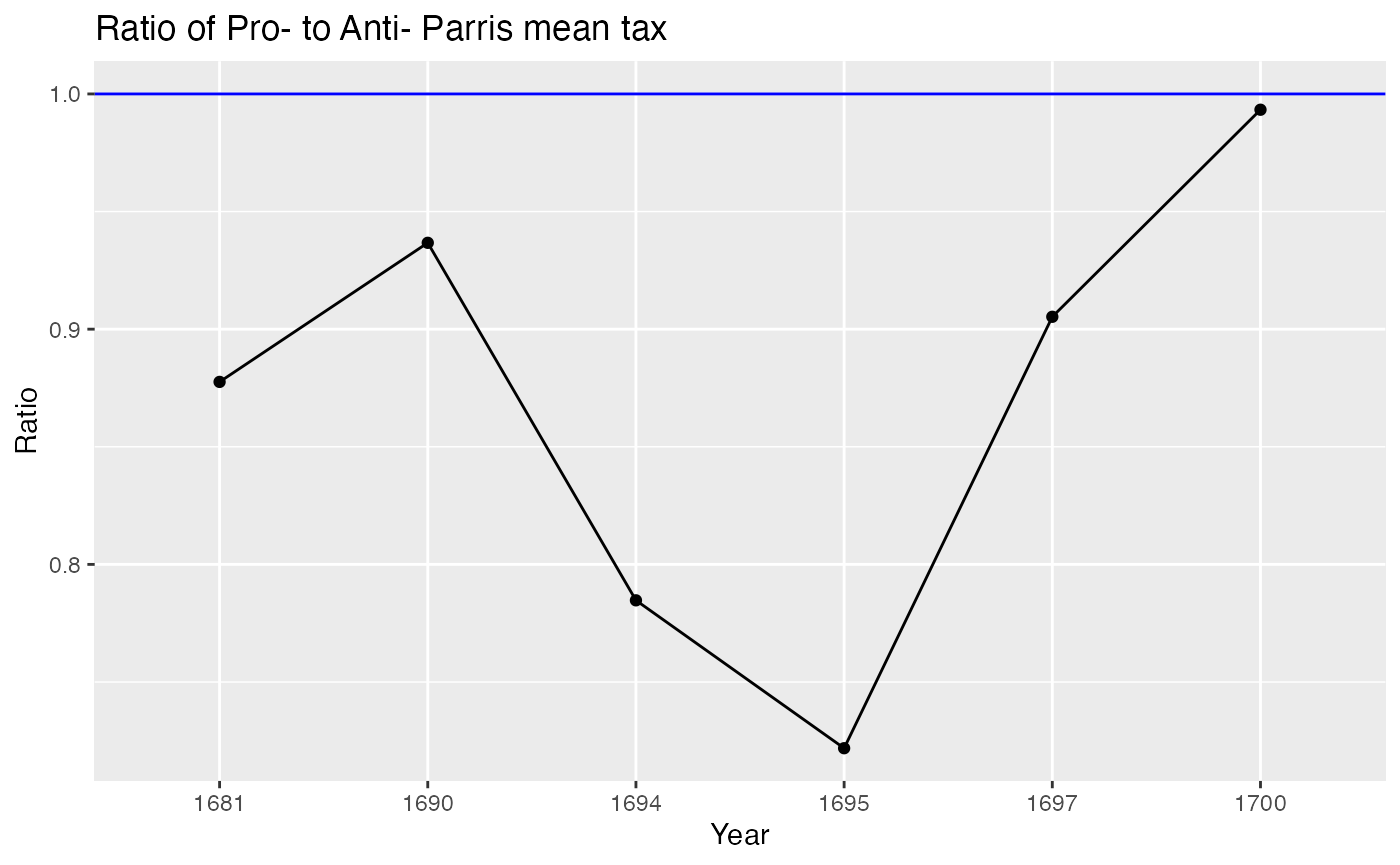 Ratio of Pro- to Anti- Parris mean tax
1.0
0.9
0.8
Ratio
1681 1690 1694 1695 1697 1700
Year